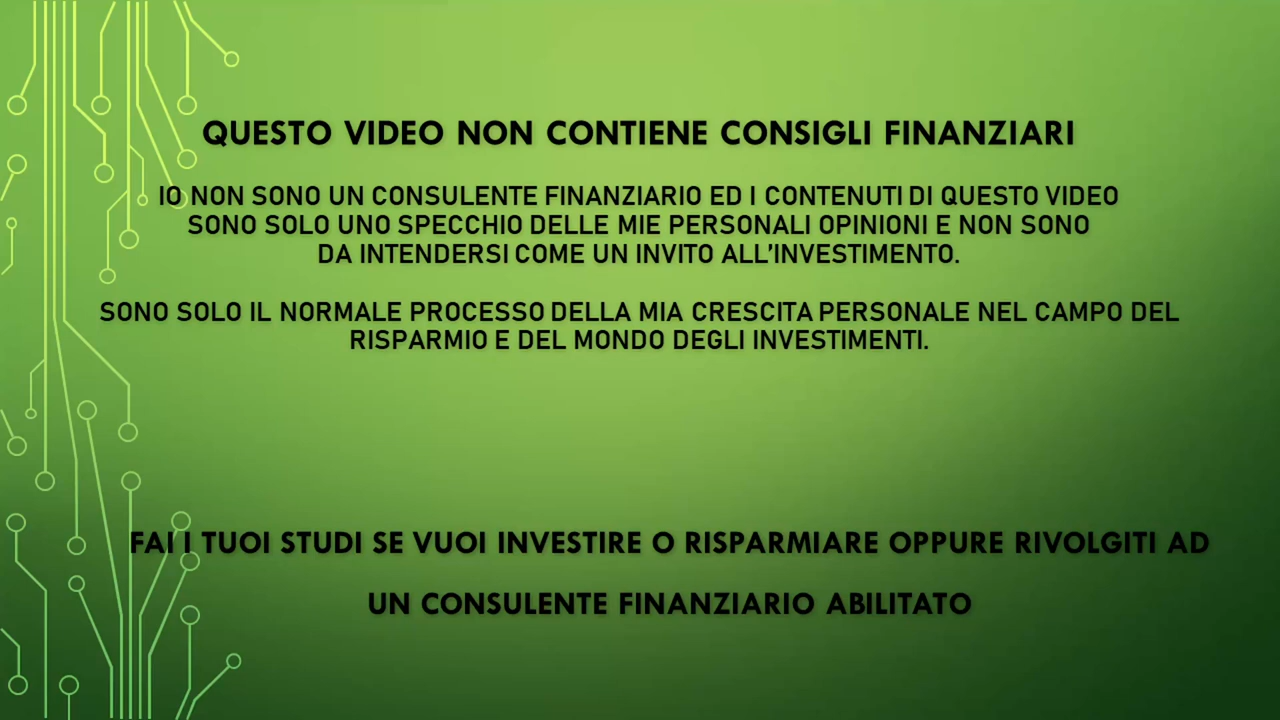 QUESTO VIDEO NON CONTIENE CONSIGLI FINANZIARI
IO NON SONO UN CONSULENTE FINANZIARIO ED I CONTENUTI DI QUESTO VIDEO
SONO SOLO UNO SPECCHIO DELLE MIE PERSONALI OPINIONI E NON SONO
DA INTENDERSI COME UN INVITO ALL'INVESTIMENTO.
SONO SOLO IL NORMALE PROCESSO DELLA MIA CRESCITA PERSONALE NEL CAMPO DEL
RISPARMIO E DEL MONDO DEGLI INVESTIMENTI.
FAI I TUOI STUDI SE VUOI INVESTIRE O RISPARMIARE OPPURE RIVOLGITI AD
UN CONSULENTE FINANZIARIO ABILITATO